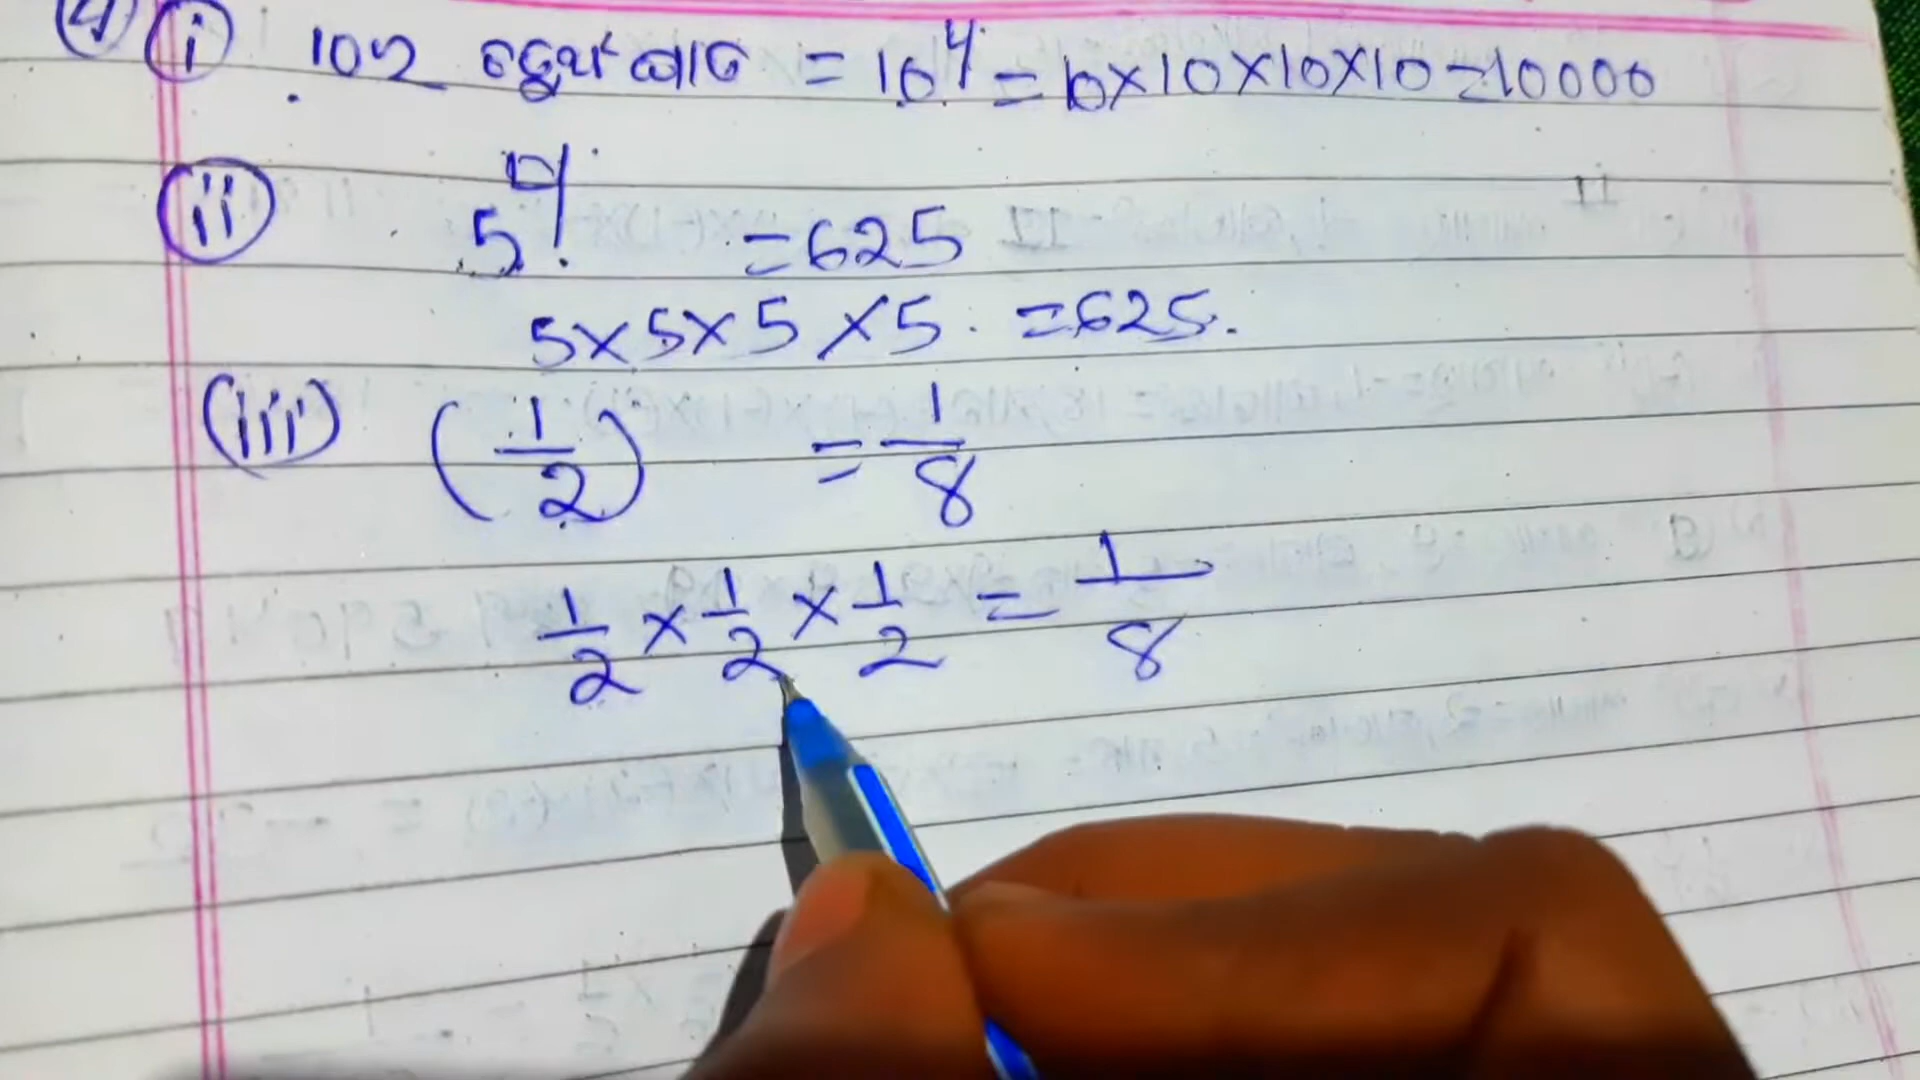 4) i 10ର ଚତୁର୍ଥ ଘାତ = 10⁴ = 10×10×10×10 = 10000
ii 5⁴ = 625
5×5×5×5 = 625.
(iii) (1/2) = 1/8
1/2 × 1/2 × 1/2 = 1/8